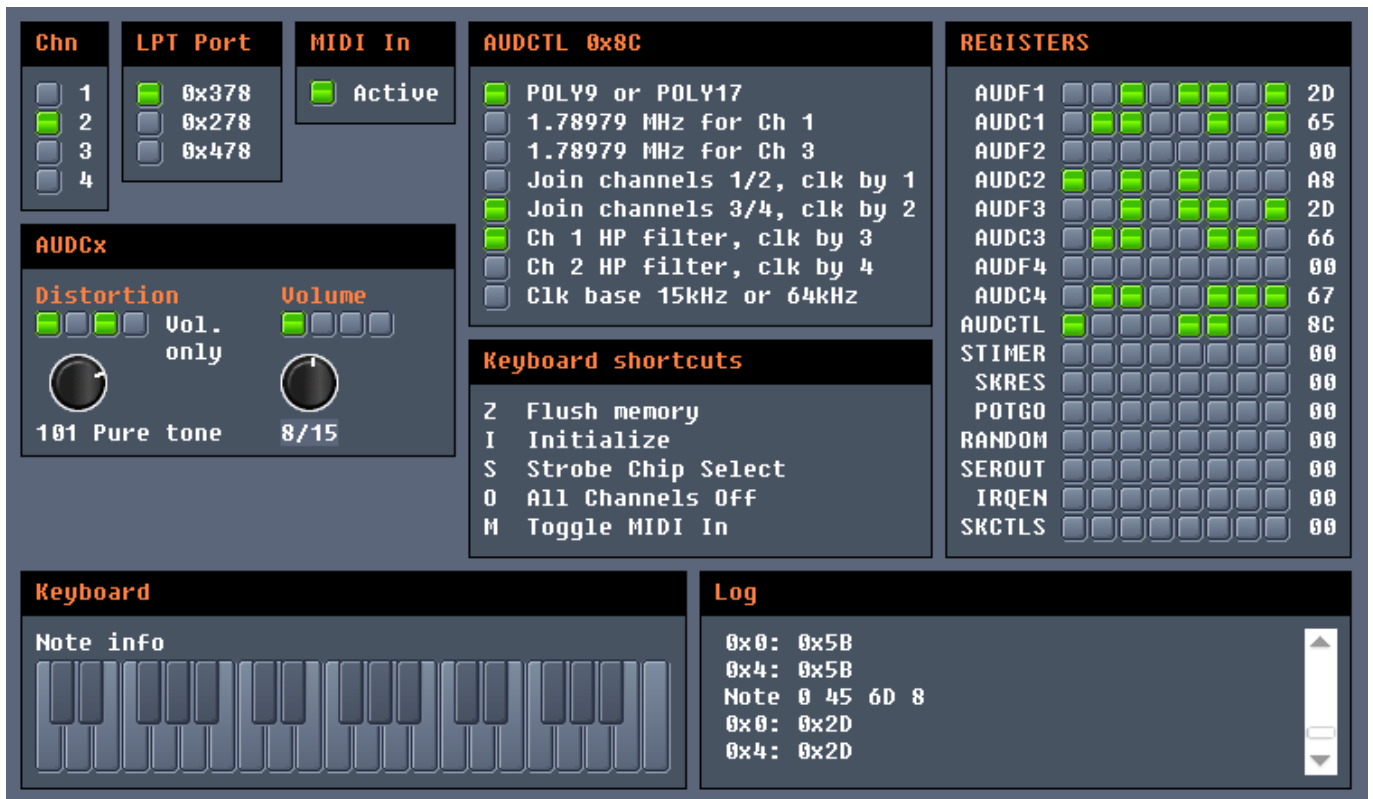 Chn
1
2
3
4
LPT Port
0x378
0x278
0x478
MIDI In
Active
AUDCTL 0x8C
POLY9 or POLY17
1.78979 MHz for Ch 1
1.78979 MHz for Ch 3
Join channels 1/2, clk by 1
Join channels 3/4, clk by 2
Ch 1 HP filter, clk by 3
Ch 2 HP filter, clk by 4
Clk base 15kHz or 64kHz
REGISTERS
AUDF1 2D
AUDC1 65
AUDF2 00
AUDC2 A8
AUDF3 2D
AUDC3 66
AUDF4 00
AUDC4 67
AUDCTL 8C
STIMER 00
SKRES 00
POTGO 00
RANDOM 00
SEROUT 00
IRQEN 00
SKCTLS 00
AUDCx
Distortion
Vol.
only
101 Pure tone
Volume
8/15
Keyboard shortcuts
Z Flush memory
I Initialize
S Strobe Chip Select
O All Channels Off
M Toggle MIDI In
Keyboard
Note info
Log
0x0: 0x5B
0x4: 0x5B
Note 0 45 6D 8
0x0: 0x2D
0x4: 0x2D